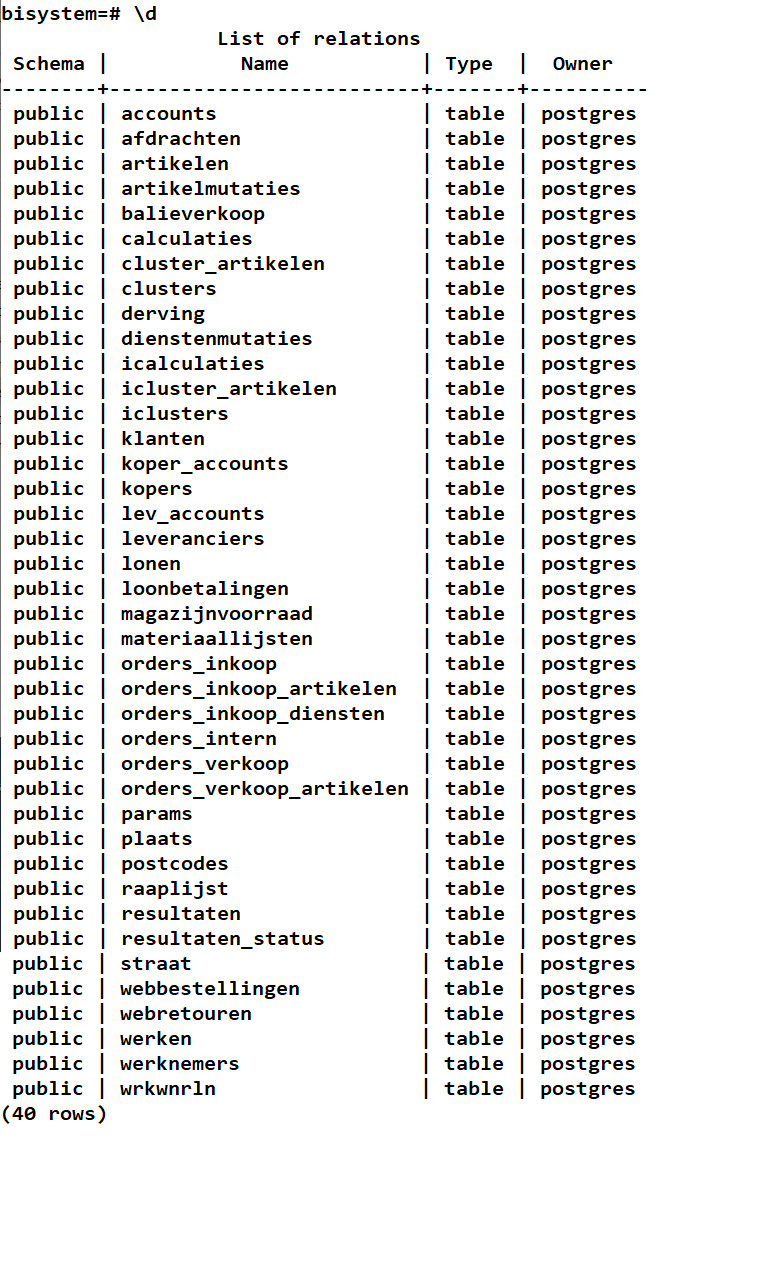 bisystem=# \d
List of relations
Schema | Name | Type | Owner
--------+--------------------------+-------+----------
public | accounts | table | postgres
public | afdrachten | table | postgres
public | artikelen | table | postgres
public | artikelmutaties | table | postgres
public | balieverkoop | table | postgres
public | calculaties | table | postgres
public | cluster_artikelen | table | postgres
public | clusters | table | postgres
public | derving | table | postgres
public | dienstenmutaties | table | postgres
public | icalculaties | table | postgres
public | icluster_artikelen | table | postgres
public | iclusters | table | postgres
public | klanten | table | postgres
public | koper_accounts | table | postgres
public | kopers | table | postgres
public | lev_accounts | table | postgres
public | leveranciers | table | postgres
public | lonen | table | postgres
public | loonbetalingen | table | postgres
public | magazijnvoorraad | table | postgres
public | materiaallijsten | table | postgres
public | orders_inkoop | table | postgres
public | orders_inkoop_artikelen | table | postgres
public | orders_inkoop_diensten | table | postgres
public | orders_intern | table | postgres
public | orders_verkoop | table | postgres
public | orders_verkoop_artikelen | table | postgres
public | params | table | postgres
public | plaats | table | postgres
public | postcodes | table | postgres
public | raaplijst | table | postgres
public | resultaten | table | postgres
public | resultaten_status | table | postgres
public | straat | table | postgres
public | webbestellingen | table | postgres
public | webretouren | table | postgres
public | werken | table | postgres
public | werknemers | table | postgres
public | wrkwnrln | table | postgres
(40 rows)